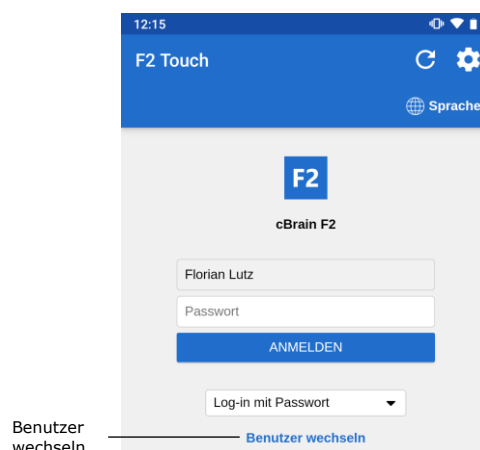 12:15
F2 Touch
Sprache
F2
cBrain F2
Florian Lutz
Passwort
ANMELDEN
Log-in mit Passwort
Benutzer wechseln
Benutzer
wechseln